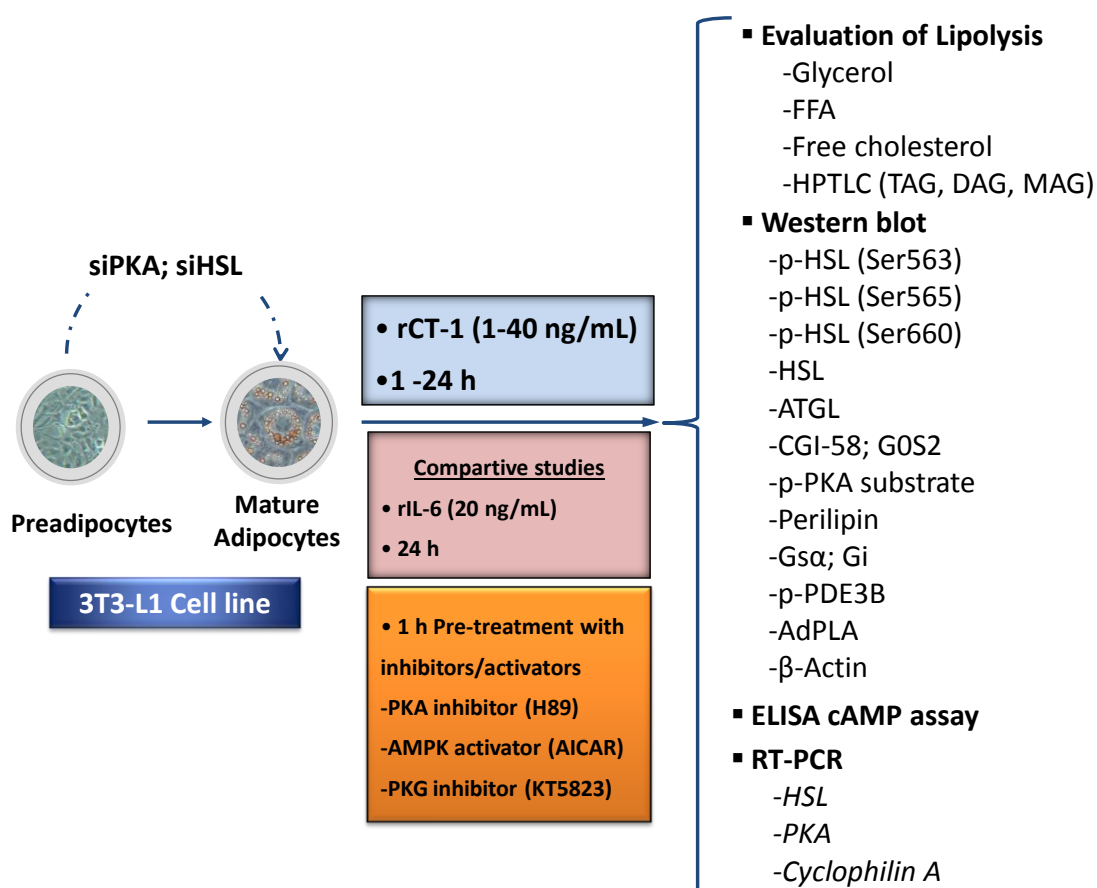 siPKA; siHSL
Preadipocytes
Mature
Adipocytes
3T3-L1 Cell line
• rCT-1 (1-40 ng/mL)
•1 -24 h
Compartive studies
• rIL-6 (20 ng/mL)
• 24 h
• 1 h Pre-treatment with
inhibitors/activators
-PKA inhibitor (H89)
-AMPK activator (AICAR)
-PKG inhibitor (KT5823)
▪ Evaluation of Lipolysis
-Glycerol
-FFA
-Free cholesterol
-HPTLC (TAG, DAG, MAG)
▪ Western blot
-p-HSL (Ser563)
-p-HSL (Ser565)
-p-HSL (Ser660)
-HSL
-ATGL
-CGI-58; G0S2
-p-PKA substrate
-Perilipin
-Gsα; Gi
-p-PDE3B
-AdPLA
-β-Actin
▪ ELISA cAMP assay
▪ RT-PCR
-HSL
-PKA
-Cyclophilin A